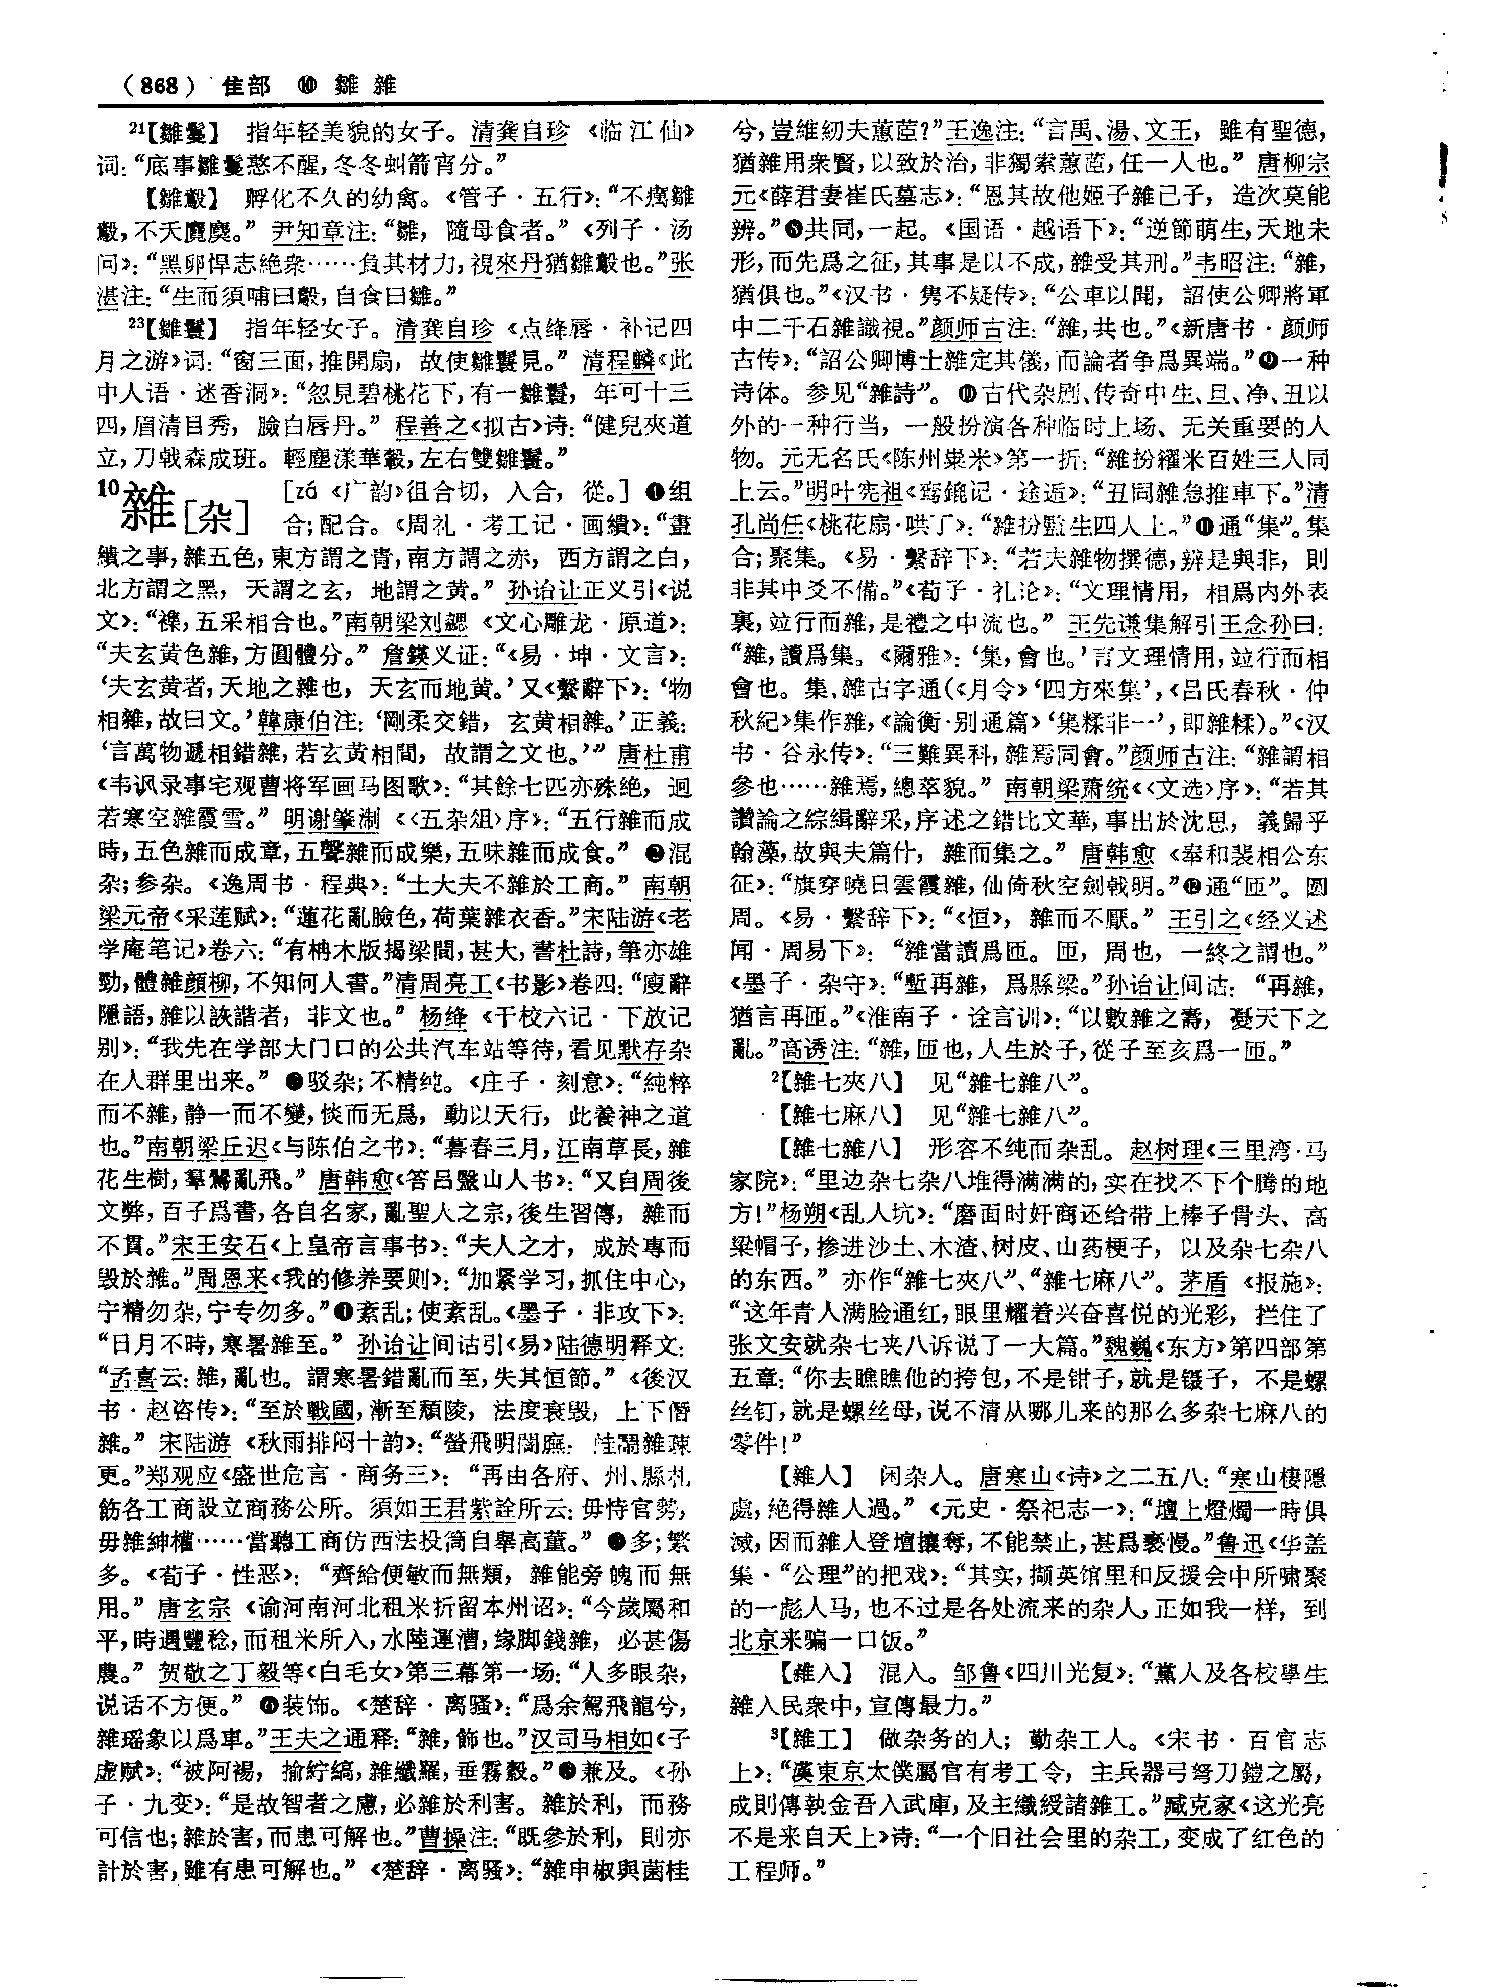 （868） 隹部 ⑩ 雛 雜
21【雛鬟】 指年轻美貌的女子。清龚自珍《临江仙》
词：“底事雛鬟憨不醒，冬冬虬箭宵分。”
【雛鷇】 孵化不久的幼禽。《管子·五行》：“不癘雛
鷇，不夭麑麌。” 尹知章注：“雛，隨母食者。”《列子·汤
问》：“黑卵悍志絶衆……負其材力，視來丹猶雛鷇也。”张
湛注：“生而須哺曰鷇，自食曰雛。”
23【雛鬟】 指年轻女子。清龚自珍《点绛唇·补记四
月之游》词：“窗三面，推開扇，故使雛鬟見。” 清程麟《此
中人语·迷香洞》：“忽見碧桃花下，有一雛鬟，年可十三
四，眉清目秀，臉白唇丹。” 程善之《拟古》诗：“健兒夾道
立，刀戟森成班。輕塵漾華轂，左右雙雛鬟。”
10雜［杂］ ［zá 《广韵》徂合切，入合，從。］ ❶组
合；配合。《周礼·考工记·画繢》：“畫
繢之事，雜五色，東方謂之青，南方謂之赤，西方謂之白，
北方謂之黑，天謂之玄，地謂之黄。” 孙诒让正义引《说
文》：“襍，五采相合也。”南朝梁刘勰《文心雕龙·原道》：
“夫玄黄色雜，方圓體分。” 詹鍈义证：“《易·坤·文言》：
‘夫玄黄者，天地之雜也，天玄而地黄。’又《繫辭下》：‘物
相雜，故曰文。’韓康伯注：‘剛柔交錯，玄黄相雜。’正義：
‘言萬物遞相錯雜，若玄黄相間，故謂之文也。’” 唐杜甫
《韦讽录事宅观曹将军画马图歌》：“其餘七匹亦殊絶，迥
若寒空雜霞雪。” 明谢肇淛《〈五杂俎〉序》：“五行雜而成
時，五色雜而成章，五聲雜而成樂，五味雜而成食。” ❷混
杂；参杂。《逸周书·程典》：“士大夫不雜於工商。” 南朝
梁元帝《采莲赋》：“蓮花亂臉色，荷葉雜衣香。”宋陆游《老
学庵笔记》卷六：“有柟木版揭梁間，甚大，書杜詩，筆亦雄
勁，體雜顔柳，不知何人書。”清周亮工《书影》卷四：“廋辭
隱語，雜以詼諧者，非文也。” 杨绛《干校六记·下放记
别》：“我先在学部大门口的公共汽车站等待，看见默存杂
在人群里出来。” ❸驳杂；不精纯。《庄子·刻意》：“純粹
而不雜，静一而不變，惔而无爲，動以天行，此養神之道
也。”南朝梁丘迟《与陈伯之书》：“暮春三月，江南草長，雜
花生樹，羣鶯亂飛。” 唐韩愈《答吕毉山人书》：“又自周後
文弊，百子爲書，各自名家，亂聖人之宗，後生習傳，雜而
不貫。”宋王安石《上皇帝言事书》：“夫人之才，成於專而
毁於雜。”周恩来《我的修养要则》：“加紧学习，抓住中心，
宁精勿杂，宁专勿多。”❹紊乱；使紊乱。《墨子·非攻下》：
“日月不時，寒暑雜至。” 孙诒让间诂引《易》陆德明释文：
“孟喜云：雜，亂也。謂寒暑錯亂而至，失其恒節。”《後汉
书·赵咨传》：“至於戰國，漸至頽陵，法度衰毁，上下僭
雜。” 宋陆游《秋雨排闷十韵》：“螢飛明闇廡，蛙鬧雜疎
更。”郑观应《盛世危言·商务三》：“再由各府、州、縣札
飭各工商設立商務公所。須如王君紫詮所云：毋恃官勢，
毋雜紳權……當聽工商仿西法投筒自舉高董。” ❺多；繁
多。《荀子·性恶》：“齊給便敏而無類，雜能旁魄而無
用。” 唐玄宗《谕河南河北租米折留本州诏》：“今歲屬和
平，時遇豐稔，而租米所入，水陸運漕，緣脚錢雜，必甚傷
農。” 贺敬之丁毅等《白毛女》第三幕第一场：“人多眼杂，
说话不方便。” ❻装饰。《楚辞·离骚》：“爲余駕飛龍兮，
雜瑶象以爲車。”王夫之通释：“雜，飾也。”汉司马相如《子
虚赋》：“被阿緆，揄紵縞，雜纖羅，垂霧縠。”❼兼及。《孙
子·九变》：“是故智者之慮，必雜於利害。雜於利，而務
可信也；雜於害，而患可解也。”曹操注：“既參於利，則亦
計於害，雖有患可解也。” 《楚辞·离骚》：“雜申椒與菌桂
兮，豈維紉夫蕙茝？”王逸注：“言禹、湯、文王，雖有聖德，
猶雜用衆賢，以致於治，非獨索蕙茝，任一人也。” 唐柳宗
元《薛君妻崔氏墓志》：“恩其故他姬子雜己子，造次莫能
辨。”❽共同，一起。《国语·越语下》：“逆節萌生，天地未
形，而先爲之征，其事是以不成，雜受其刑。”韦昭注：“雜，
猶俱也。”《汉书·隽不疑传》：“公車以聞，詔使公卿將軍
中二千石雜識視。”颜师古注：“雜，共也。”《新唐书·颜师
古传》：“詔公卿博士雜定其儀，而論者争爲異端。”❾一种
诗体。参见“雜詩”。 ❿古代杂剧、传奇中生、旦、净、丑以
外的一种行当，一般扮演各种临时上场、无关重要的人
物。元无名氏《陈州粜米》第一折：“雜扮糴米百姓三人同
上云。”明叶宪祖《鸾鎞记·途逅》：“丑同雜急推車下。”清
孔尚任《桃花扇·哄丁》：“雜扮監生四人上。”⓫通“集”。集
合；聚集。《易·繫辞下》：“若夫雜物撰德，辨是與非，則
非其中爻不備。”《荀子·礼论》：“文理情用，相爲内外表
裏，竝行而雜，是禮之中流也。” 王先谦集解引王念孙曰：
“雜，讀爲集。《爾雅》：‘集，會也。’言文理情用，竝行而相
會也。集、雜古字通（《月令》‘四方來集’，《吕氏春秋·仲
秋紀》集作雜，《論衡·别通篇》‘集糅非一’，即雜糅）。”《汉
书·谷永传》：“三難異科，雜焉同會。”颜师古注：“雜謂相
參也……雜焉，總萃貌。” 南朝梁萧统《〈文选〉序》：“若其
讚論之綜緝辭采，序述之錯比文華，事出於沈思，義歸乎
翰藻，故與夫篇什，雜而集之。” 唐韩愈《奉和裴相公东
征》：“旗穿曉日雲霞雜，仙倚秋空劍戟明。”⓬通“匝”。圆
周。《易·繫辞下》：“《恒》，雜而不厭。” 王引之《经义述
闻·周易下》：“雜當讀爲匝。匝，周也，一終之謂也。”
《墨子·杂守》：“塹再雜，爲縣梁。”孙诒让间诂：“再雜，
猶言再匝。”《淮南子·诠言训》：“以數雜之壽，憂天下之
亂。”高诱注：“雜，匝也，人生於子，從子至亥爲一匝。”
2【雜七夾八】 见“雜七雜八”。
【雜七麻八】 见“雜七雜八”。
【雜七雜八】 形容不纯而杂乱。赵树理《三里湾·马
家院》：“里边杂七杂八堆得满满的，实在找不下个腾的地
方！”杨朔《乱人坑》：“磨面时奸商还给带上棒子骨头、高
粱帽子，掺进沙土、木渣、树皮、山药梗子，以及杂七杂八
的东西。” 亦作“雜七夾八”、“雜七麻八”。茅盾《报施》：
“这年青人满脸通红，眼里耀着兴奋喜悦的光彩，拦住了
张文安就杂七夹八诉说了一大篇。”魏巍《东方》第四部第
五章：“你去瞧瞧他的挎包，不是钳子，就是镊子，不是螺
丝钉，就是螺丝母，说不清从哪儿来的那么多杂七麻八的
零件！”
【雜人】 闲杂人。唐寒山《诗》之二五八：“寒山棲隱
處，絶得雜人過。” 《元史·祭祀志一》：“壇上燈燭一時俱
滅，因而雜人登壇攘奪，不能禁止，甚爲褻慢。”鲁迅《华盖
集·“公理”的把戏》：“其实，撷英馆里和反援会中所啸聚
的一彪人马，也不过是各处流来的杂人，正如我一样，到
北京来骗一口饭。”
【雜入】 混入。邹鲁《四川光复》：“黨人及各校學生
雜入民衆中，宣傳最力。”
3【雜工】 做杂务的人；勤杂工人。《宋书·百官志
上》：“漢東京太僕屬官有考工令，主兵器弓弩刀鎧之屬，
成則傳執金吾入武庫，及主織綬諸雜工。”臧克家《这光亮
不是来自天上》诗：“一个旧社会里的杂工，变成了红色的
工程师。”